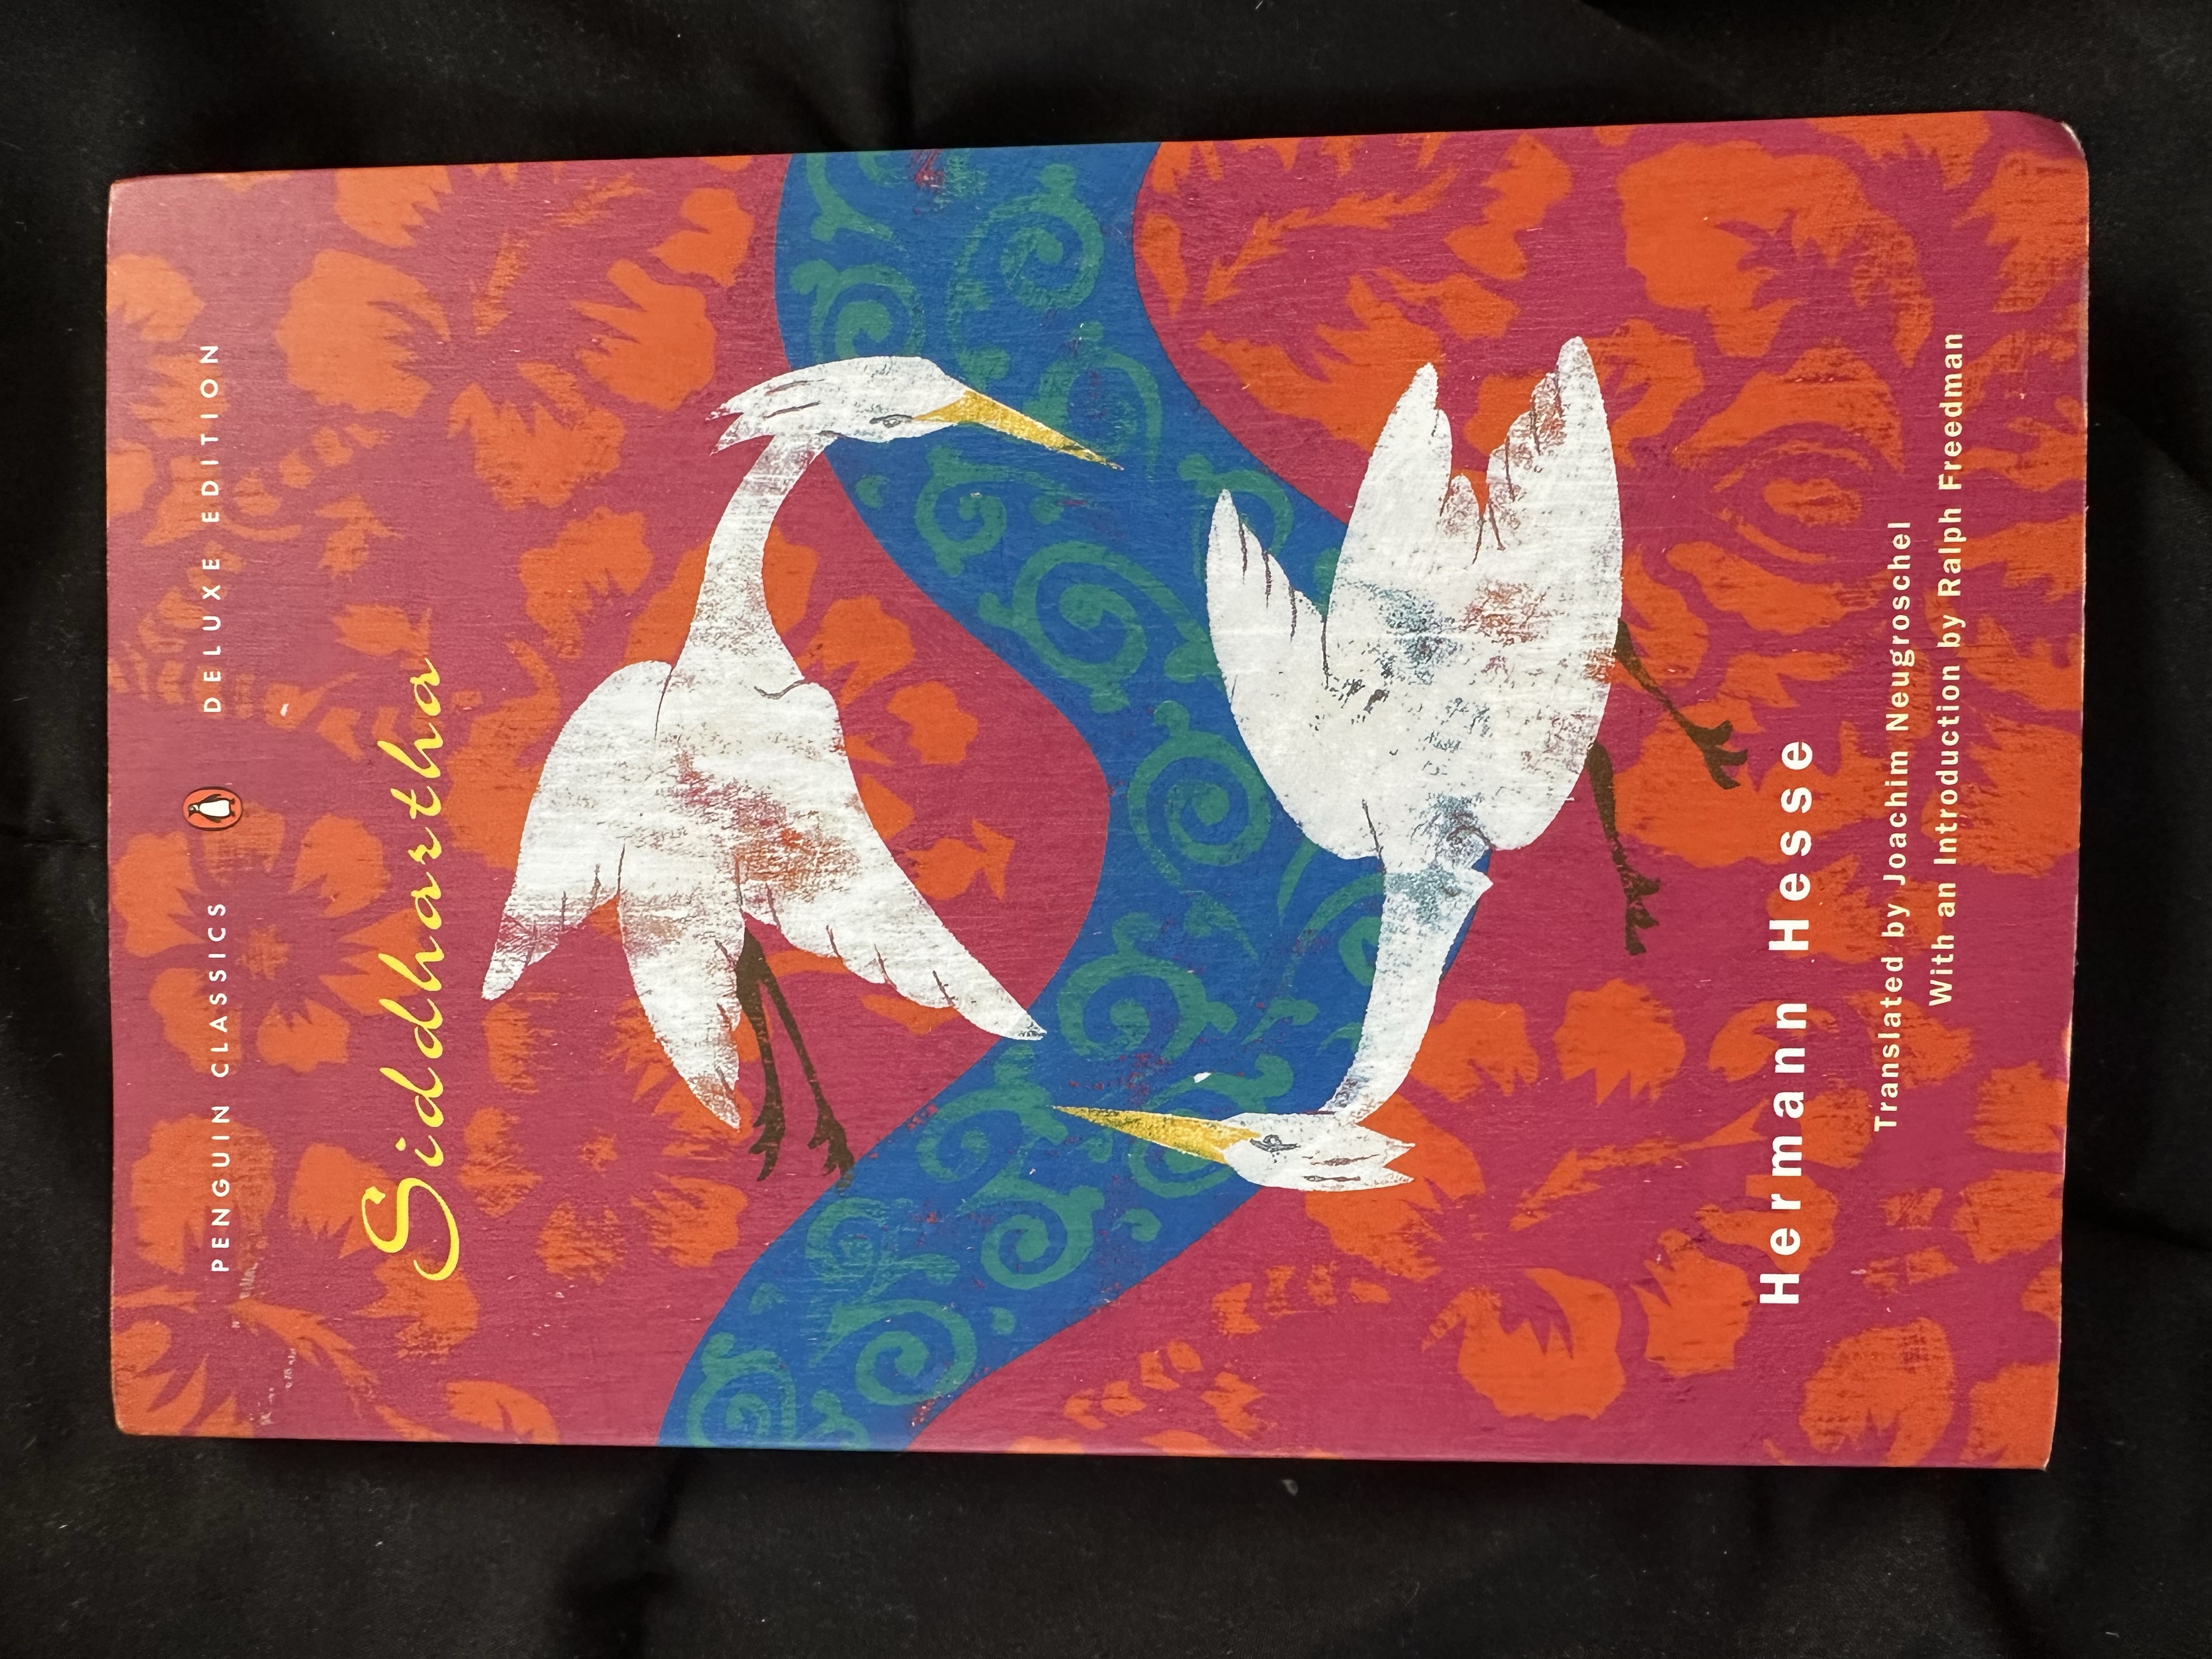 PENGUIN CLASSICS DELUXE EDITION
Siddhartha
Hermann Hesse
Translated by Joachim Neugroschel
With an Introduction by Ralph Freedman